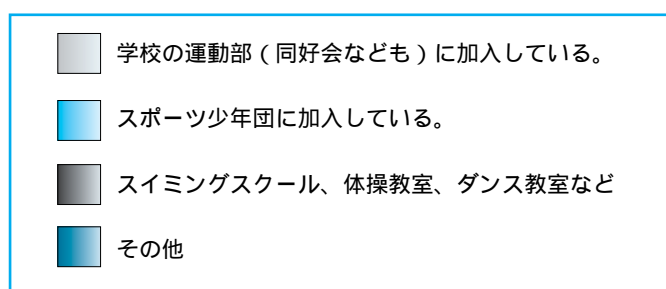 学校の運動部(同好会なども)に加入している。
スポーツ少年団に加入している。
スイミングスクール、体操教室、ダンス教室など
その他